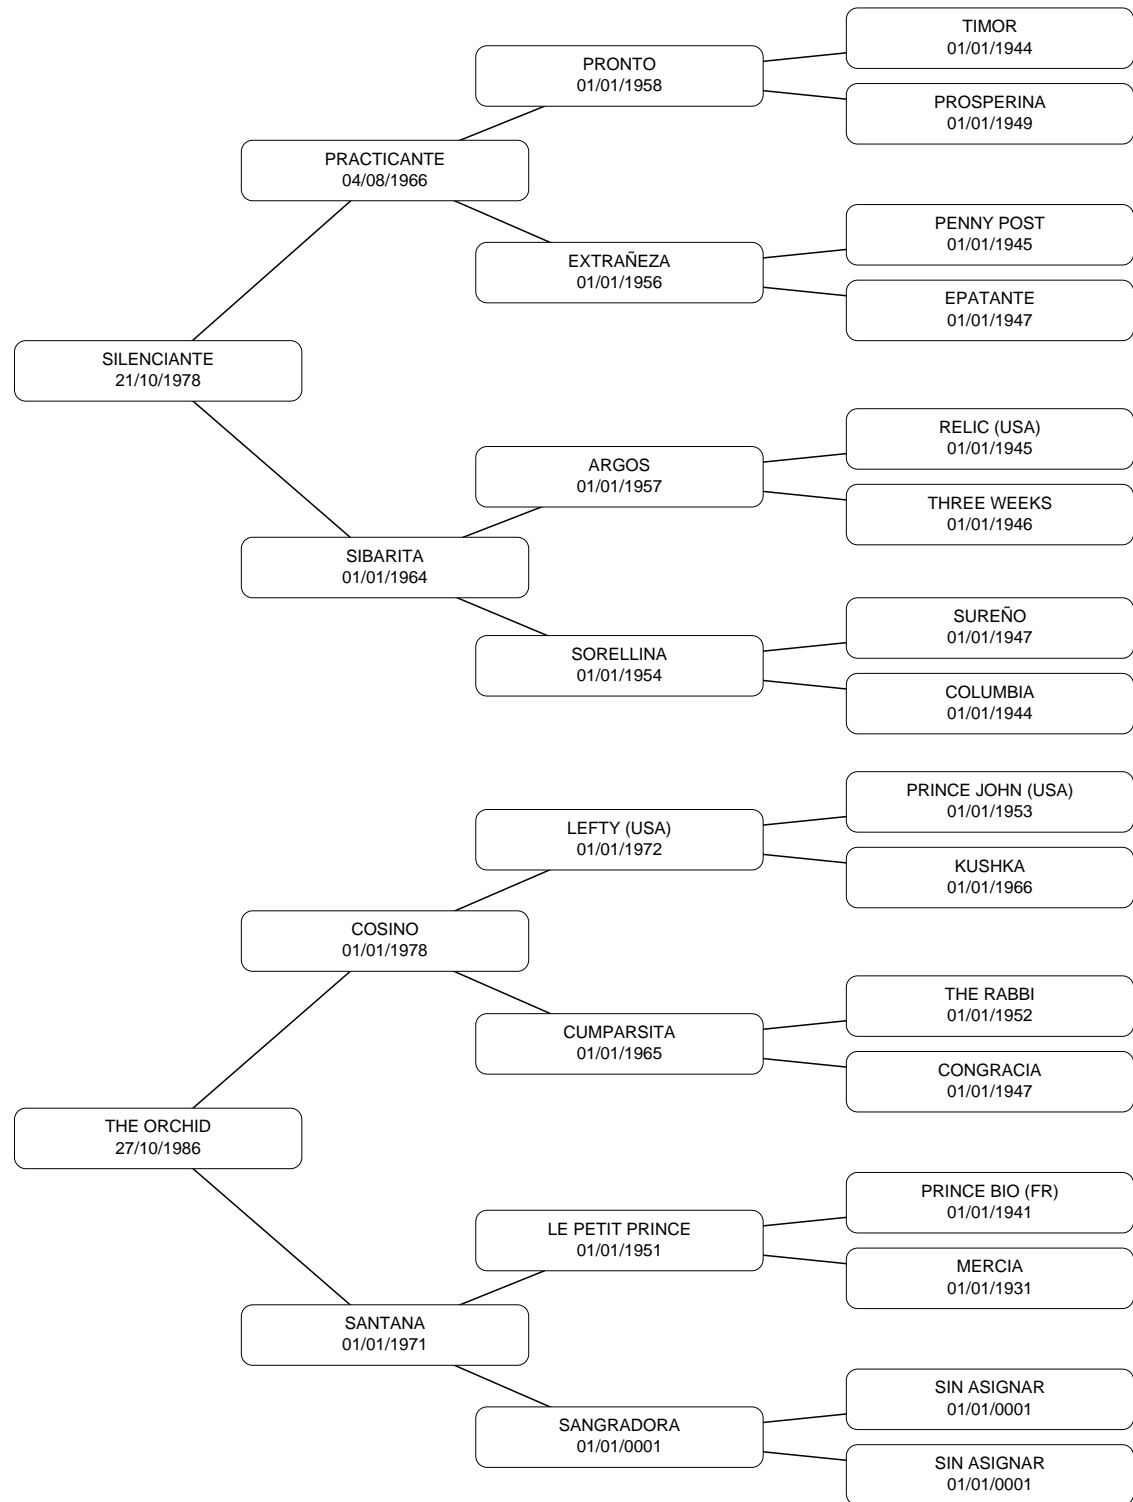 TIMOR
01/01/1944
PRONTO
01/01/1958
PROSPERINA
01/01/1949
PRACTICANTE
04/08/1966
PENNY POST
01/01/1945
EXTRAÑEZA
01/01/1956
EPATANTE
01/01/1947
SILENCIANTE
21/10/1978
RELIC (USA)
01/01/1945
ARGOS
01/01/1957
THREE WEEKS
01/01/1946
SIBARITA
01/01/1964
SUREÑO
01/01/1947
SORELLINA
01/01/1954
COLUMBIA
01/01/1944
PRINCE JOHN (USA)
01/01/1953
LEFTY (USA)
01/01/1972
KUSHKA
01/01/1966
COSINO
01/01/1978
THE RABBI
01/01/1952
CUMPARSITA
01/01/1965
CONGRACIA
01/01/1947
THE ORCHID
27/10/1986
PRINCE BIO (FR)
01/01/1941
LE PETIT PRINCE
01/01/1951
MERCIA
01/01/1931
SANTANA
01/01/1971
SIN ASIGNAR
01/01/0001
SANGRADORA
01/01/0001
SIN ASIGNAR
01/01/0001